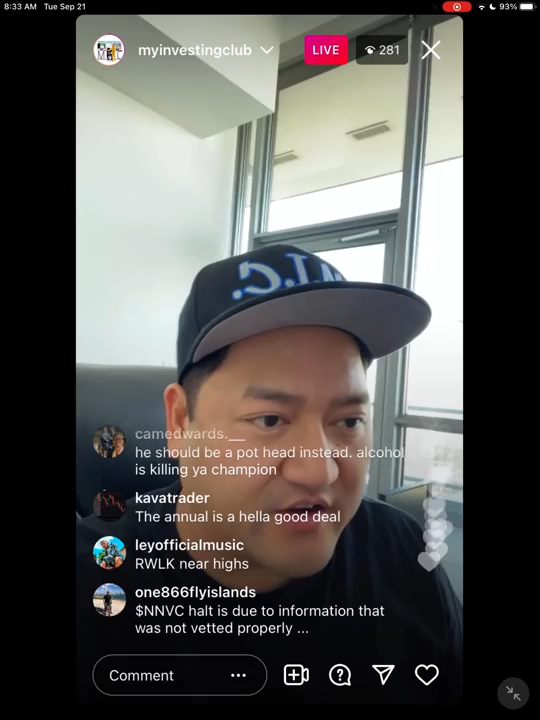 8:33 AM Tue Sep 21
93%
myinvestingclub
LIVE
281
M.I.C.
camedwards.__
he should be a pot head instead. alcohol
is killing ya champion
kavatrader
The annual is a hella good deal
leyofficialmusic
RWLK near highs
one866flyislands
$NNVC halt is due to information that
was not vetted properly ...
Comment